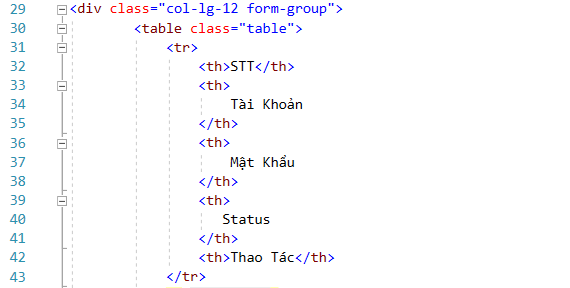 29 <div class="col-lg-12 form-group">
30 <table class="table">
31 <tr>
32 <th>STT</th>
33 <th>
34 Tài Khoản
35 </th>
36 <th>
37 Mật Khẩu
38 </th>
39 <th>
40 Status
41 </th>
42 <th>Thao Tác</th>
43 </tr>